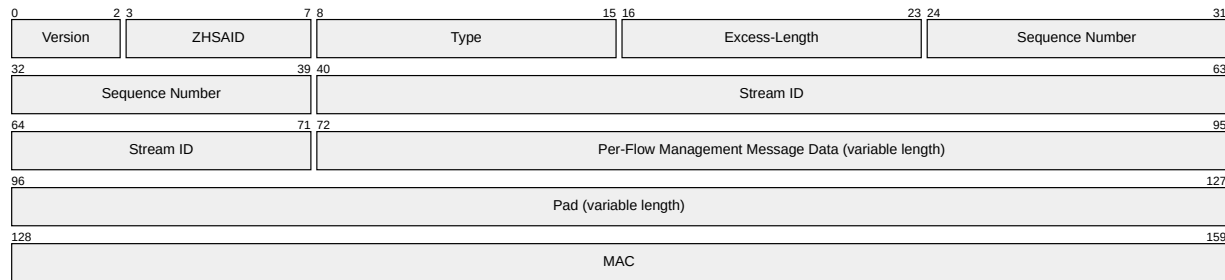 0 2 3 7 8 15 16 23 24 31
Version ZHSAID Type Excess-Length Sequence Number
32 39 40 63
Sequence Number Stream ID
64 71 72 95
Stream ID Per-Flow Management Message Data (variable length)
96 127
Pad (variable length)
128 159
MAC